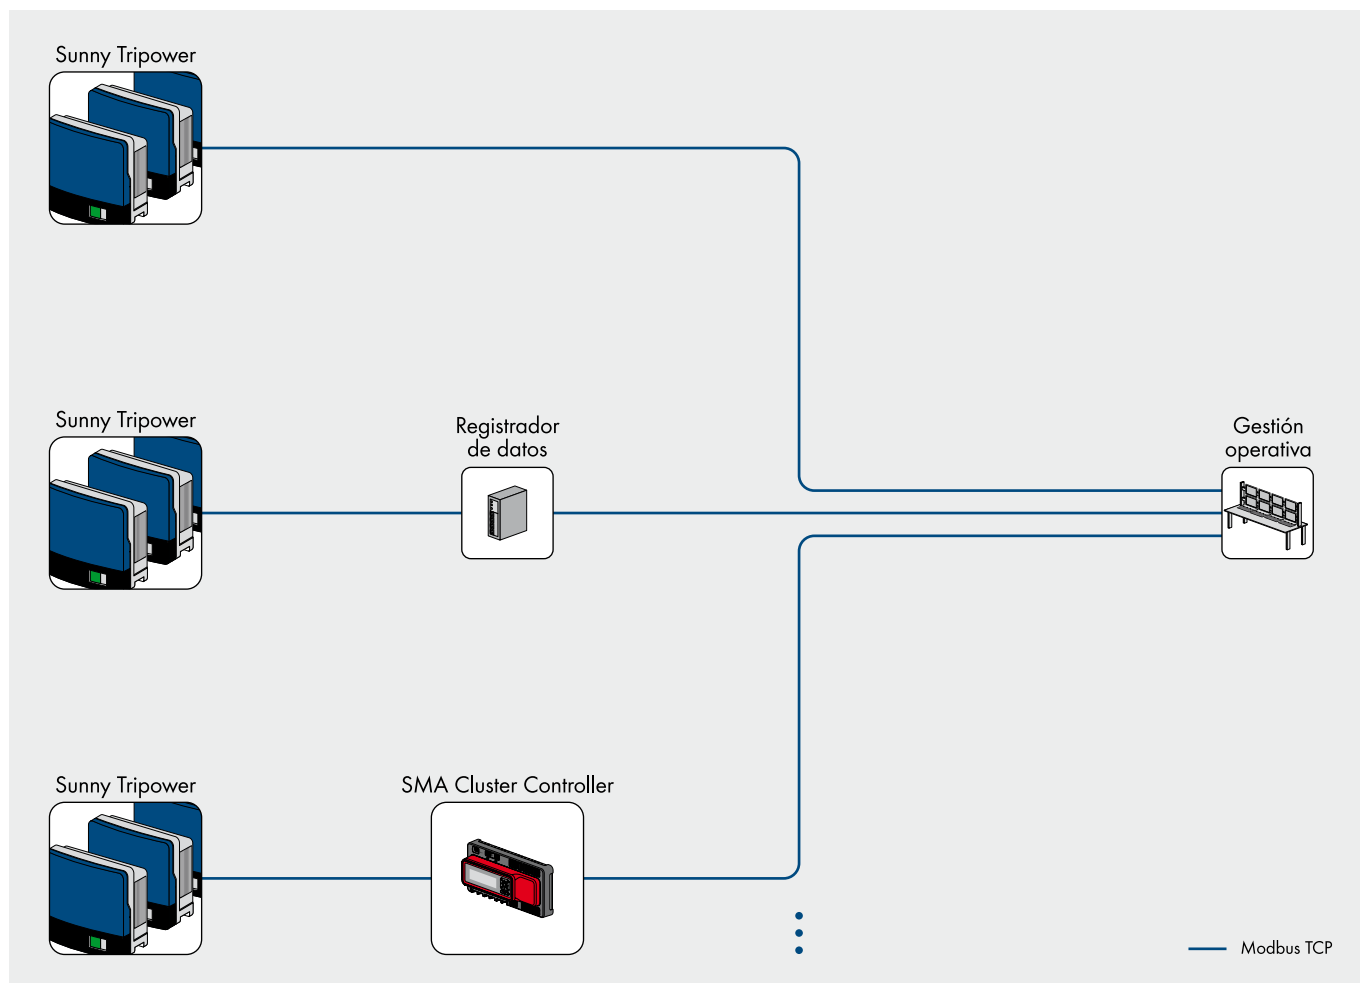 Sunny Tripower
Sunny Tripower
Registrador
de datos
Gestión
operativa
Sunny Tripower
SMA Cluster Controller
Modbus TCP